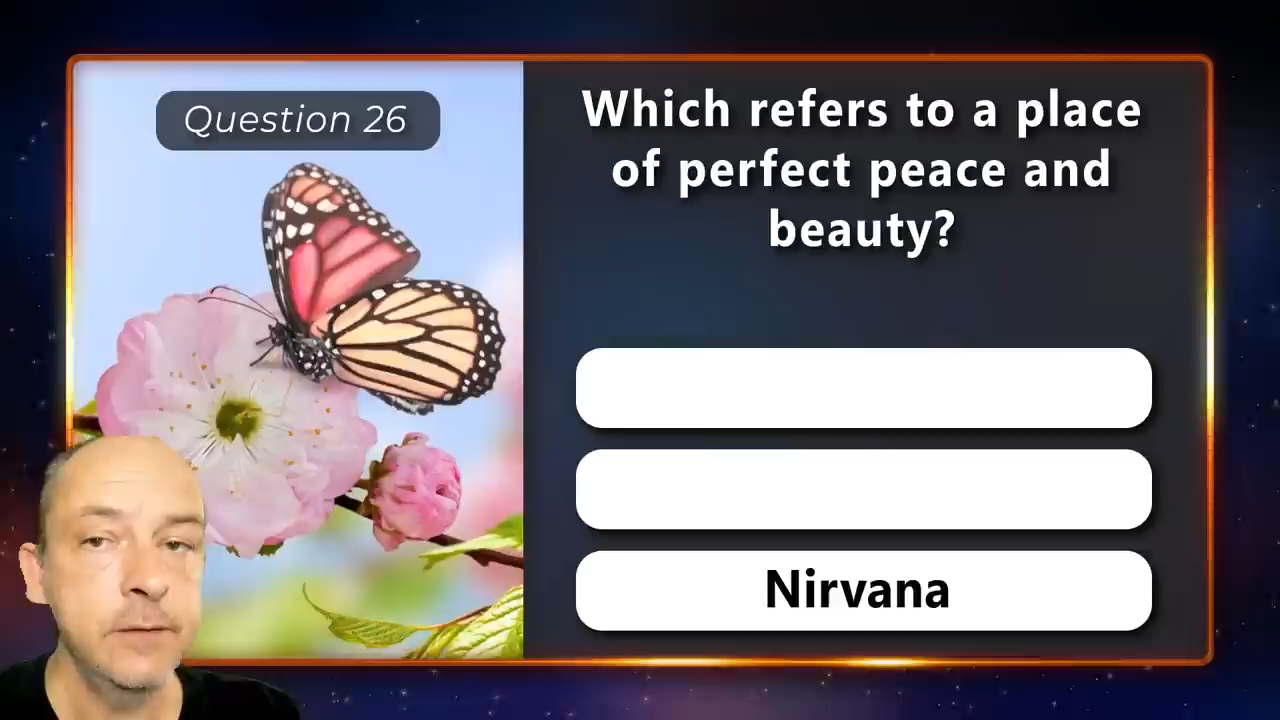 Question 26
Which refers to a place
of perfect peace and
beauty?
Nirvana